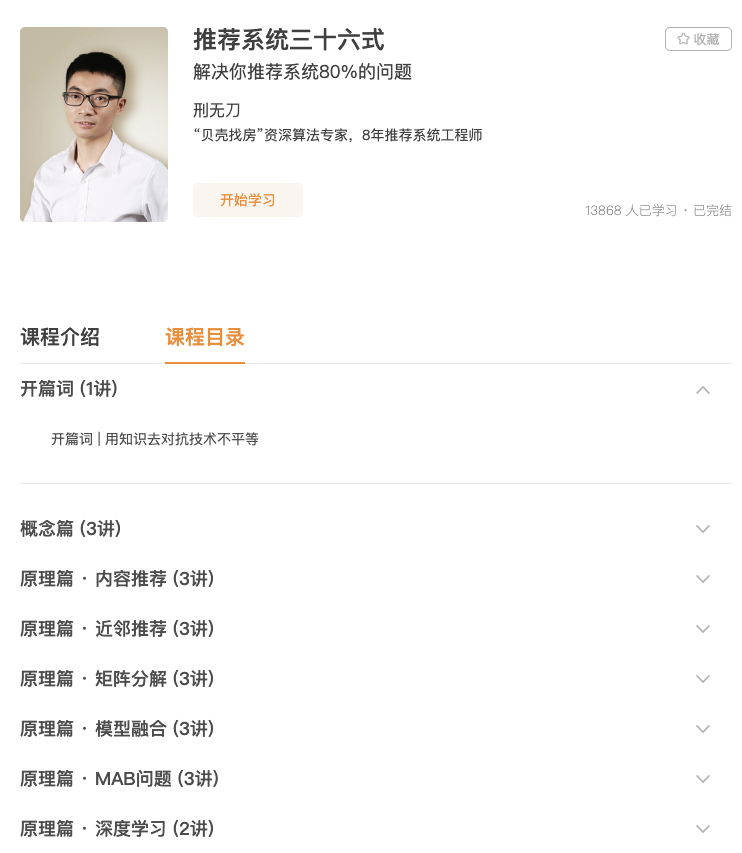 推荐系统三十六式
收藏
解决你推荐系统80%的问题
刑无刀
“贝壳找房”资深算法专家，8年推荐系统工程师
开始学习
13868 人已学习 · 已完结
课程介绍
课程目录
开篇词 (1讲)
开篇词 | 用知识去对抗技术不平等
概念篇 (3讲)
原理篇 · 内容推荐 (3讲)
原理篇 · 近邻推荐 (3讲)
原理篇 · 矩阵分解 (3讲)
原理篇 · 模型融合 (3讲)
原理篇 · MAB问题 (3讲)
原理篇 · 深度学习 (2讲)